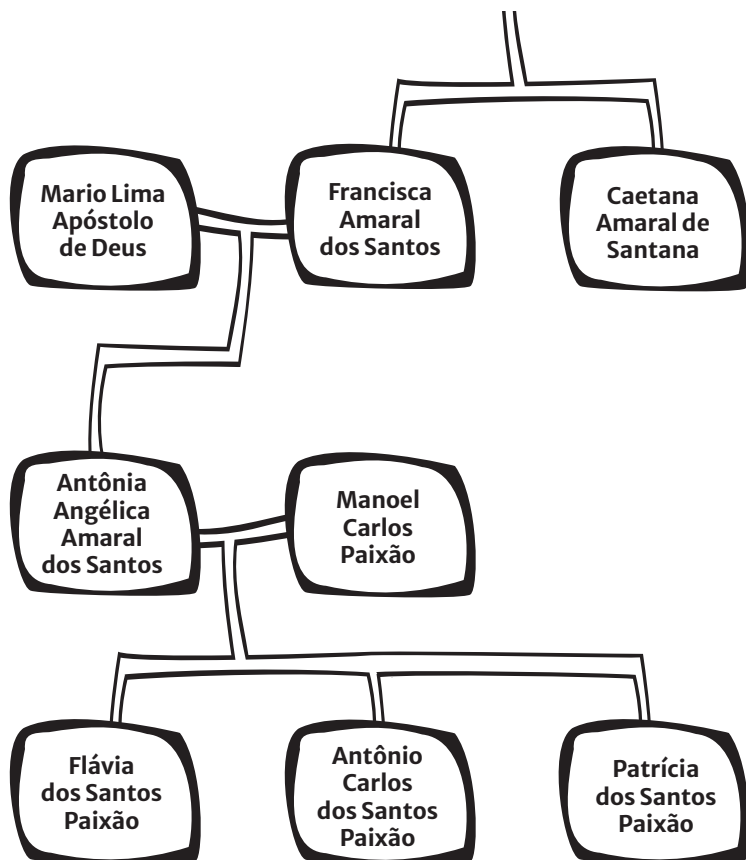 Mario Lima
Apóstolo
de Deus
Francisca
Amaral
dos Santos
Caetana
Amaral de
Santana
Antônia
Angélica
Amaral
dos Santos
Manoel
Carlos
Paixão
Flávia
dos Santos
Paixão
Antônio
Carlos
dos Santos
Paixão
Patrícia
dos Santos
Paixão